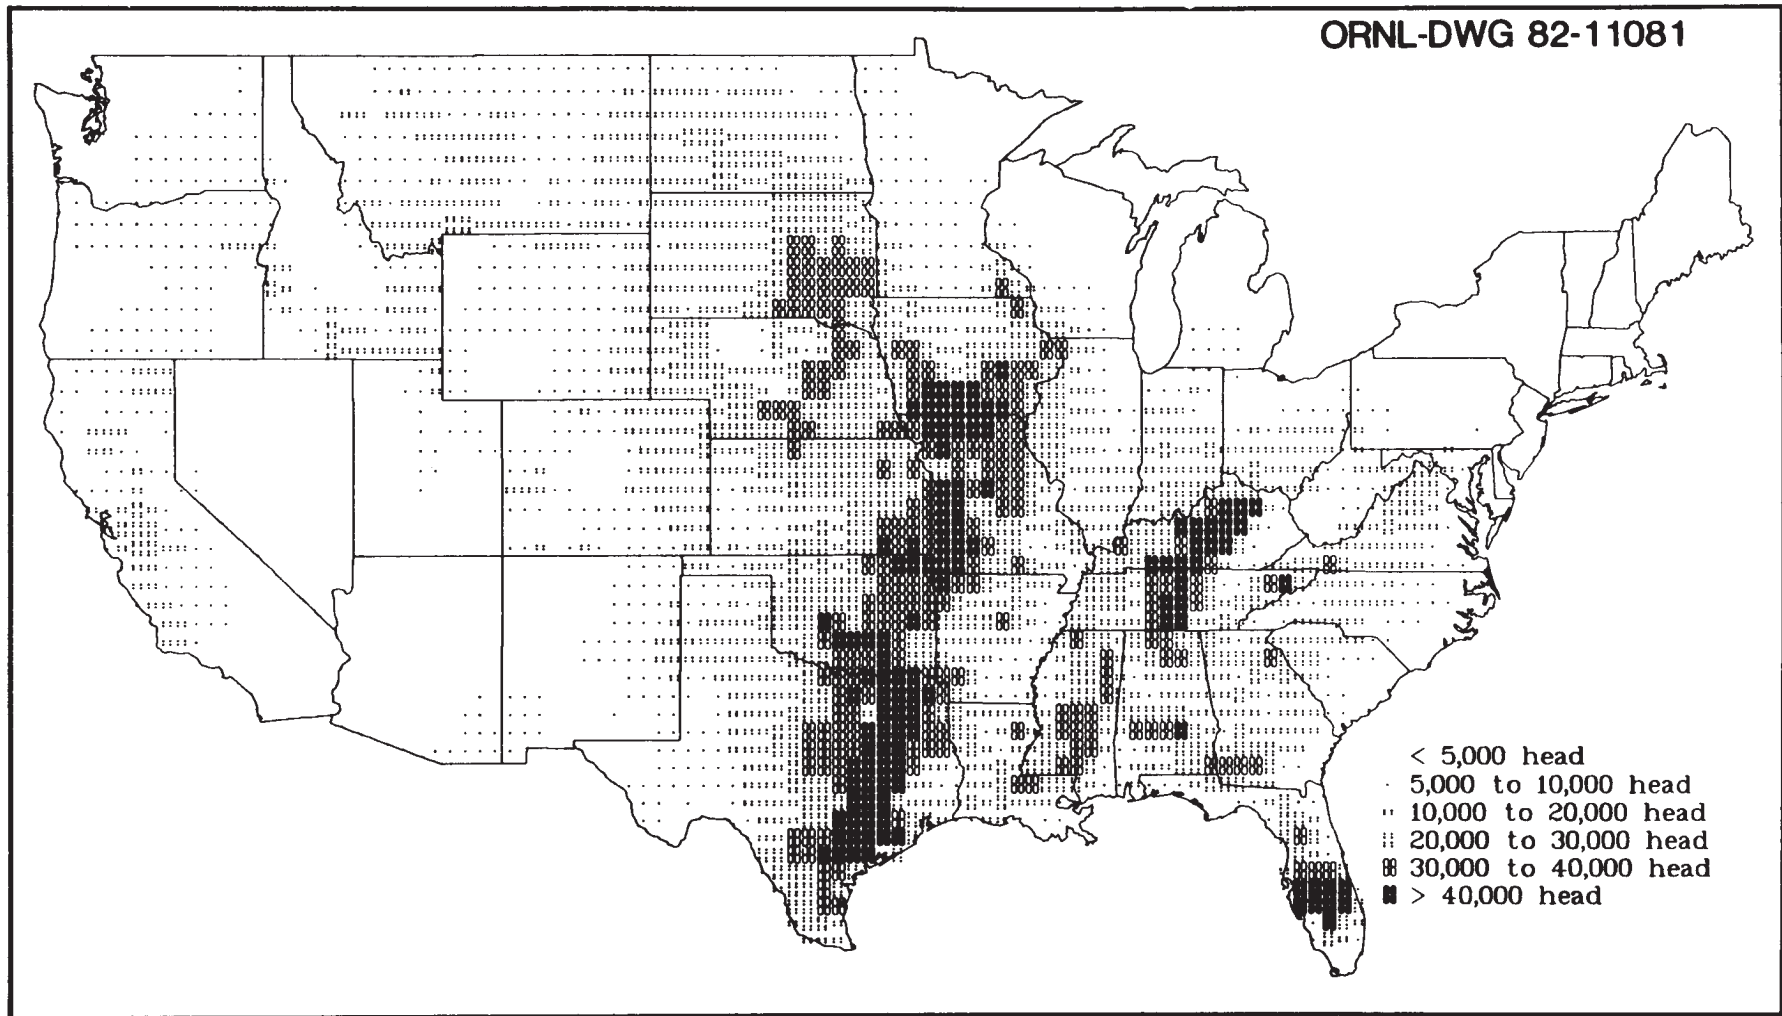 ORNL-DWG 82-11081
< 5,000 head
5,000 to 10,000 head
10,000 to 20,000 head
20,000 to 30,000 head
30,000 to 40,000 head
> 40,000 head